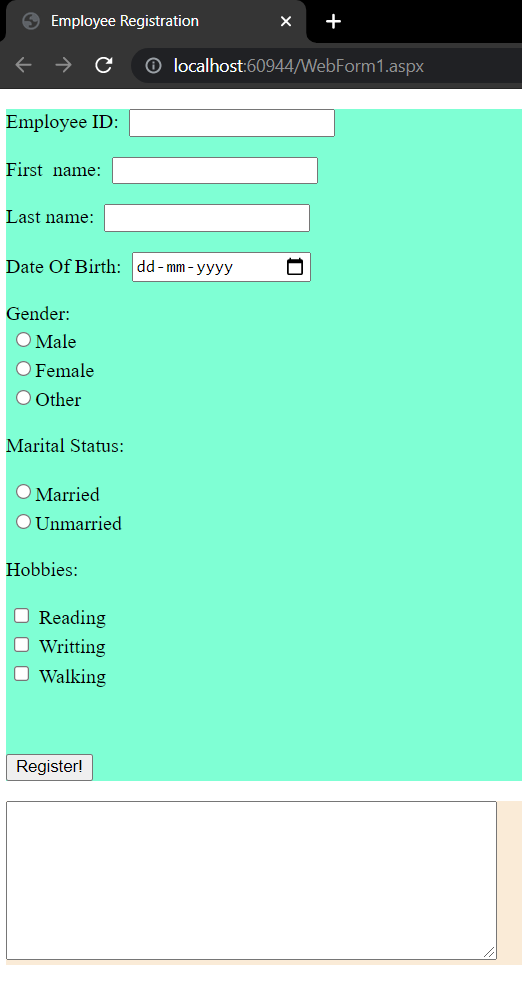 Employee Registration
localhost:60944/WebForm1.aspx
Employee ID:
First name:
Last name:
Date Of Birth: dd-mm-yyyy
Gender:
Male
Female
Other
Marital Status:
Married
Unmarried
Hobbies:
Reading
Writting
Walking
Register!